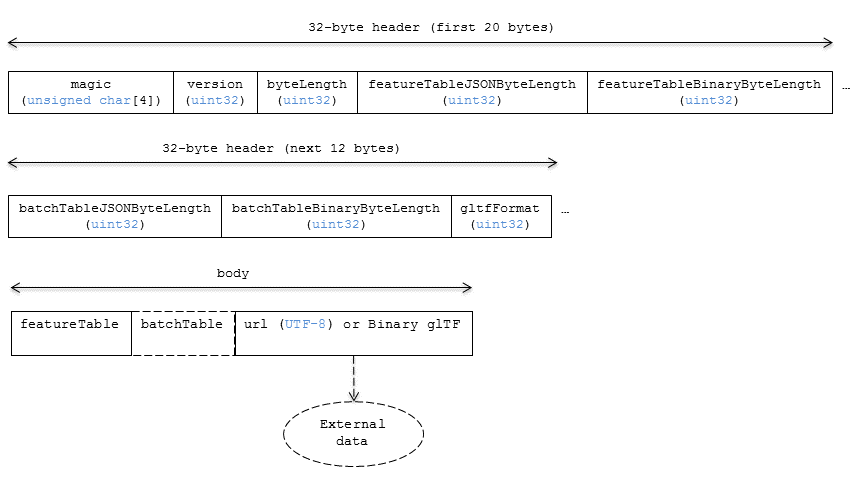 32-byte header (first 20 bytes)
magic version byteLength featureTableJSONByteLength featureTableBinaryByteLength
(unsigned char[4]) (uint32) (uint32) (uint32) (uint32)
…
32-byte header (next 12 bytes)
batchTableJSONByteLength batchTableBinaryByteLength gltfFormat
(uint32) (uint32) (uint32)
…
body
featureTable batchTable url (UTF-8) or Binary glTF
External
data